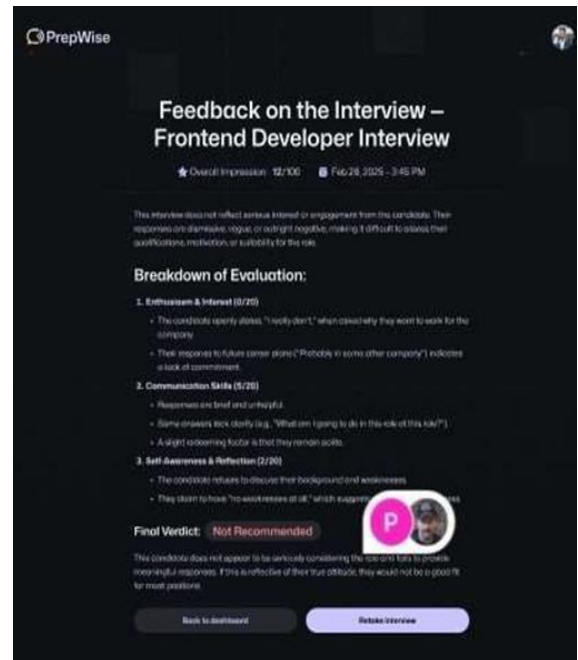 PrepWise
Feedback on the Interview —
Frontend Developer Interview
Overall Impression 12/100 Feb 28, 2025 – 3:45 PM
This interview does not reflect serious interest or engagement from the candidate. Their
responses are dismissive, vague, or outright negative, making it difficult to assess their
qualifications, motivation, or suitability for the role.
Breakdown of Evaluation:
1. Enthusiasm & Interest (0/20)
• The candidate openly states, "I really don't," when asked why they want to work for the
company.
• Their response to future career plans ("Probably in some other company") indicates
a lack of commitment.
2. Communication Skills (5/20)
• Responses are brief and unhelpful.
• Some answers lack clarity (e.g., "What am I going to do in this role of this role?").
• A slight redeeming factor is that they remain polite.
3. Self-Awareness & Reflection (2/20)
• The candidate refuses to discuss their background and weaknesses.
• They claim to have "no weaknesses at all," which
P
Final Verdict: Not Recommended
This candidate does not appear to be seriously considering the role and fails to provide
meaningful responses. If this is reflective of their true attitude, they would not be a good fit
for most positions.
Back to dashboard Retake interview